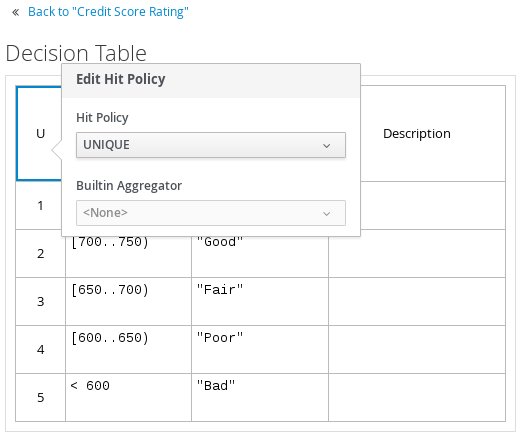 « Back to "Credit Score Rating"
Decision Table
Edit Hit Policy
Hit Policy
UNIQUE
Builtin Aggregator
<None>
U Description
1
2 [700..750) "Good"
3 [650..700) "Fair"
4 [600..650) "Poor"
5 < 600 "Bad"